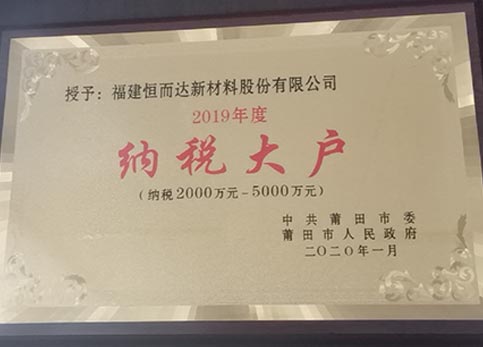 授予：福建恒而达新材料股份有限公司
2019年度
纳税大户
（纳税2000万元-5000万元）
中共莆田市委
莆田市人民政府
二〇二〇年一月